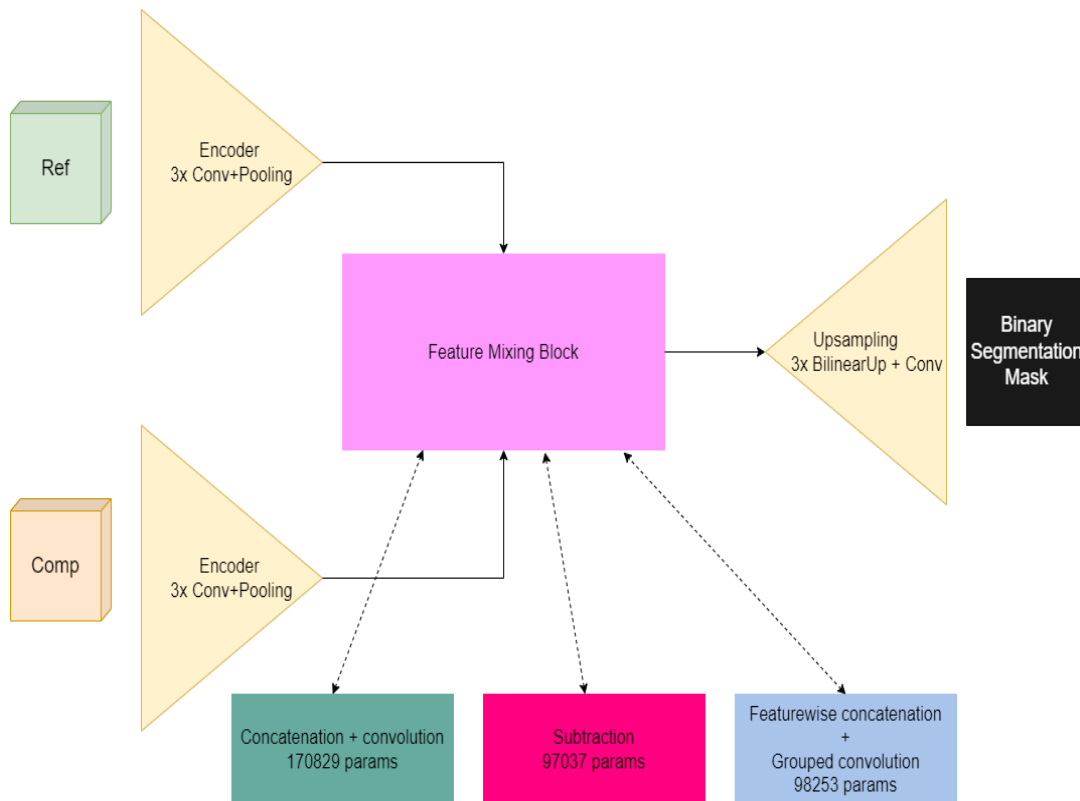 Ref
Encoder
3x Conv+Pooling
Feature Mixing Block
Upsampling
3x BilinearUp + Conv
Binary
Segmentation
Mask
Comp
Encoder
3x Conv+Pooling
Concatenation + convolution
170829 params
Subtraction
97037 params
Featurewise concatenation
+
Grouped convolution
98253 params